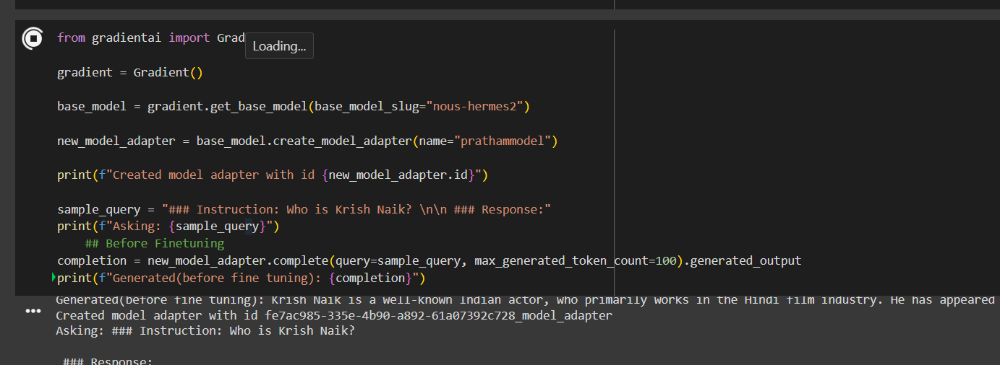 from gradientai import Grad
Loading...
gradient = Gradient()
base_model = gradient.get_base_model(base_model_slug="nous-hermes2")
new_model_adapter = base_model.create_model_adapter(name="prathammodel")
print(f"Created model adapter with id {new_model_adapter.id}")
sample_query = "### Instruction: Who is Krish Naik? \n\n ### Response:"
print(f"Asking: {sample_query}")
## Before Finetuning
completion = new_model_adapter.complete(query=sample_query, max_generated_token_count=100).generated_output
print(f"Generated(before fine tuning): {completion}")
Generated(before fine tuning): Krish Naik is a well-known Indian actor, who primarily works in the Hindi film industry. He has appeared
Created model adapter with id fe7ac985-335e-4b90-a892-61a07392c728_model_adapter
Asking: ### Instruction: Who is Krish Naik?
### Response: